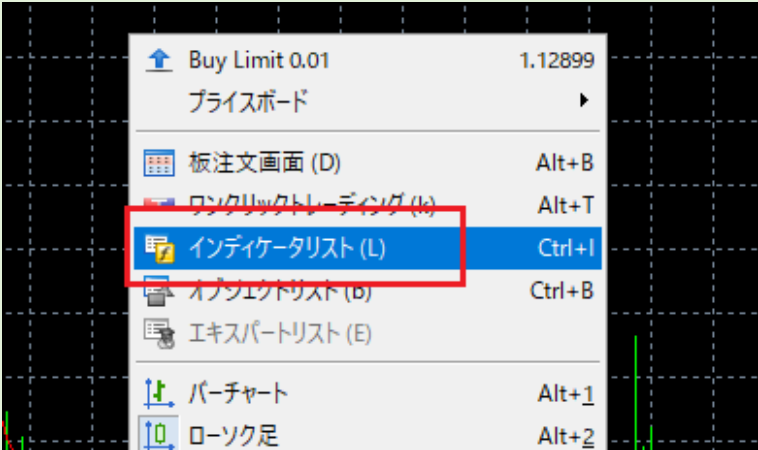 Buy Limit 0.01 1.12899
プライスボード
板注文画面 (D) Alt+B
ワンクリックトレーディング (k) Alt+T
インディケータリスト (L) Ctrl+I
オブジェクトリスト (b) Ctrl+B
エキスパートリスト (E)
バーチャート Alt+1
ローソク足 Alt+2